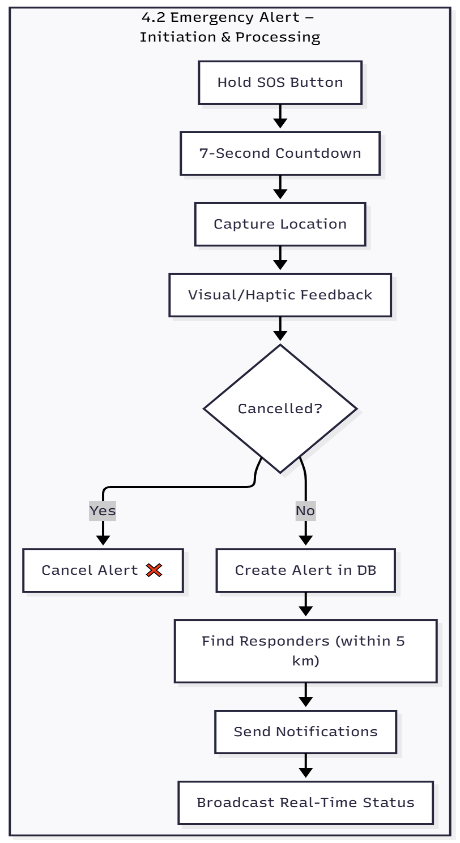 4.2 Emergency Alert –
Initiation & Processing
Hold SOS Button
7-Second Countdown
Capture Location
Visual/Haptic Feedback
Cancelled?
Yes
No
Cancel Alert ❌
Create Alert in DB
Find Responders (within 5
km)
Send Notifications
Broadcast Real-Time Status